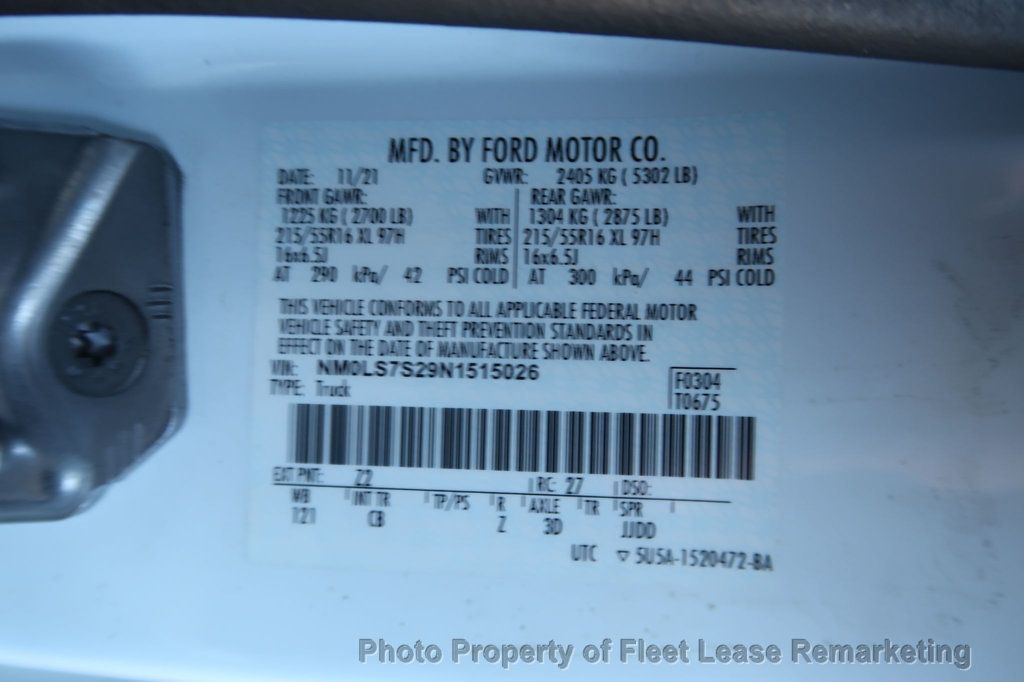 MFD. BY FORD MOTOR CO.
DATE: 11/21 GVWR: 2405 KG ( 5302 LB)
FRONT GAWR: REAR GAWR:
1225 KG ( 2700 LB) WITH 1304 KG ( 2875 LB) WITH
215/55R16 XL 97H TIRES 215/55R16 XL 97H TIRES
16x6.5J RIMS 16x6.5J RIMS
AT 290 kPa/ 42 PSI COLD AT 300 kPa/ 44 PSI COLD
THIS VEHICLE CONFORMS TO ALL APPLICABLE FEDERAL MOTOR
VEHICLE SAFETY AND THEFT PREVENTION STANDARDS IN
EFFECT ON THE DATE OF MANUFACTURE SHOWN ABOVE.
VIN: NM0LS7S29N1515026
TYPE: Truck
F0304
T0675
EXT PNT: Z2 RC: 27 DSO:
WB INT TR TP/PS R AXLE TR SPR
121 CB Z 3D JJDD
UTC ▽ 5U5A-1520472-BA
Photo Property of Fleet Lease Remarketing